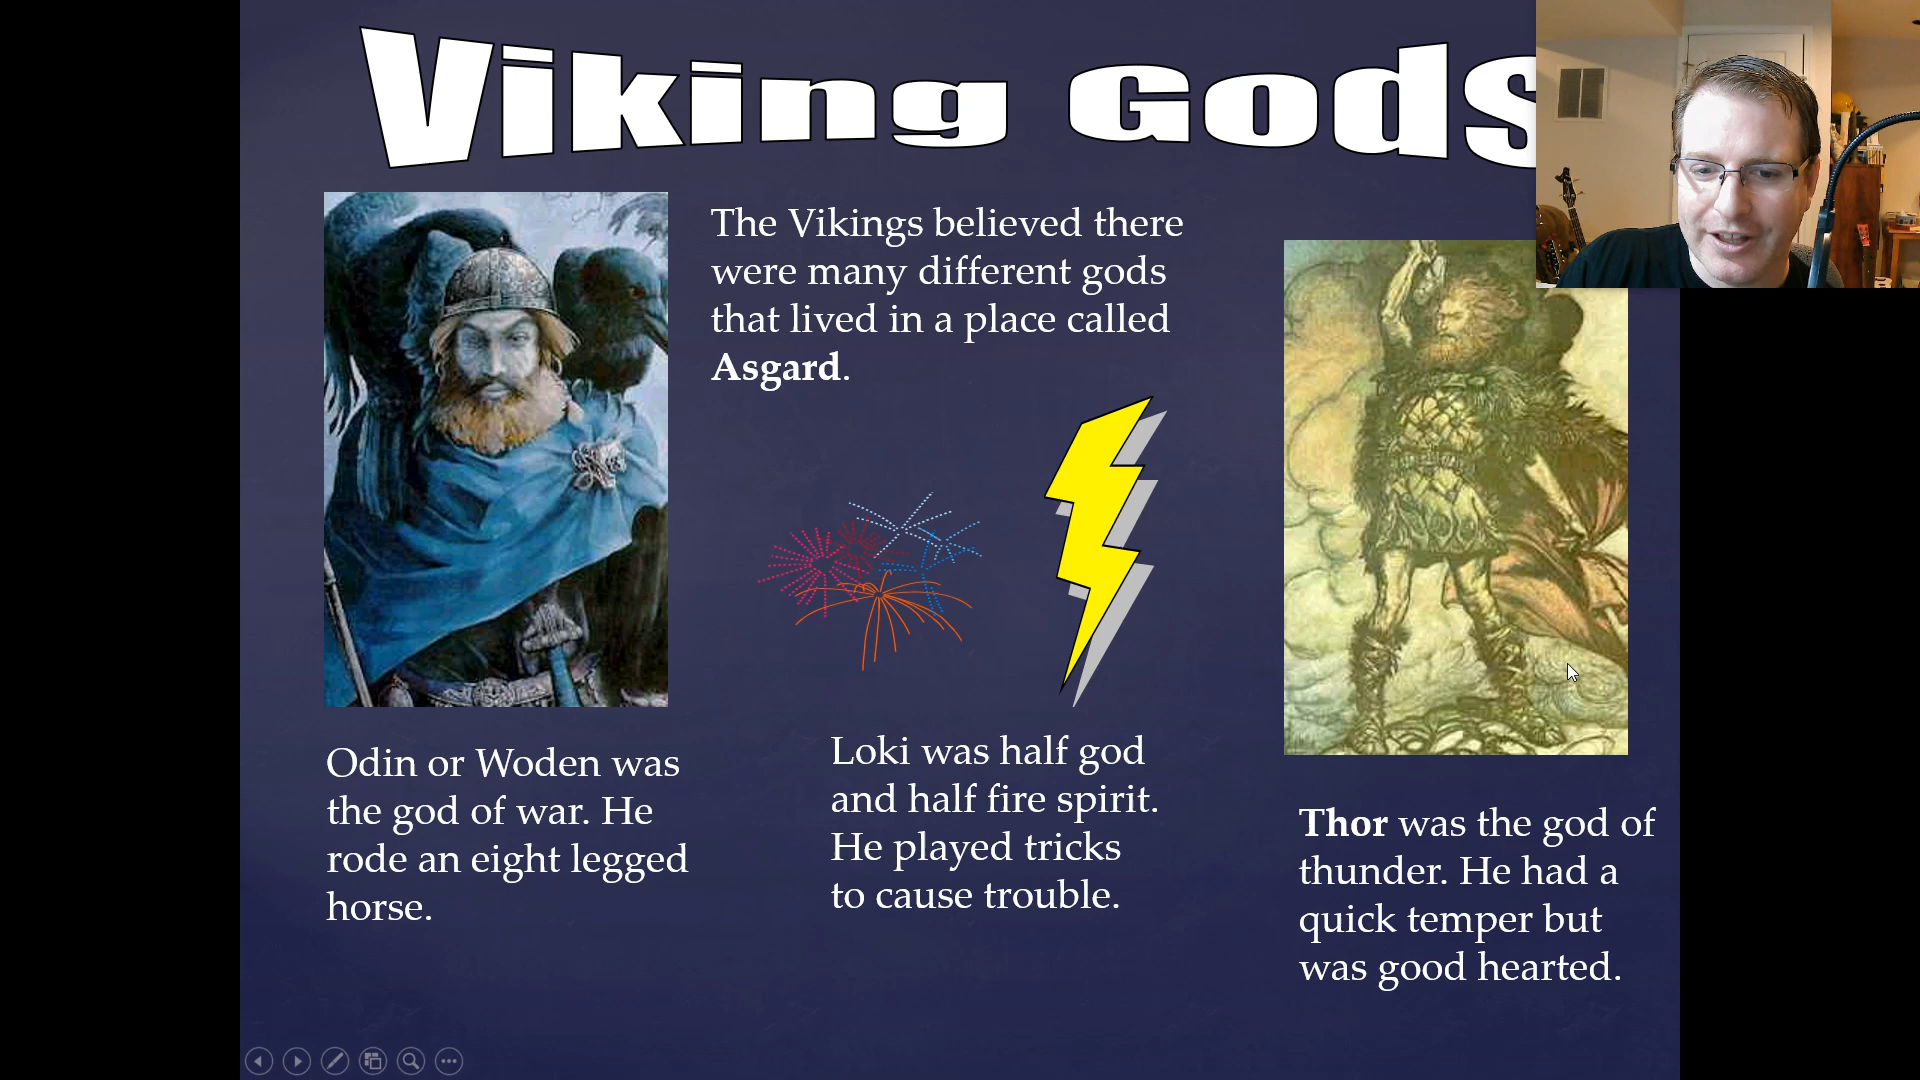 Viking Gods
The Vikings believed there
were many different gods
that lived in a place called
Asgard.
Odin or Woden was
the god of war. He
rode an eight legged
horse.
Loki was half god
and half fire spirit.
He played tricks
to cause trouble.
Thor was the god of
thunder. He had a
quick temper but
was good hearted.